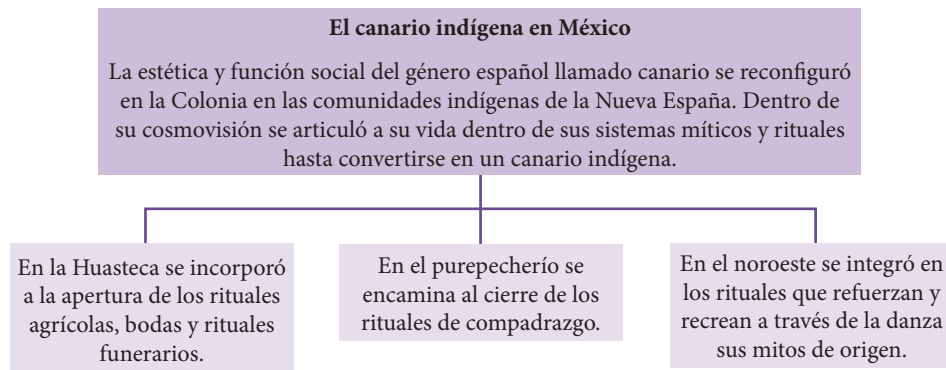 El canario indígena en México
La estética y función social del género español llamado canario se reconfiguró
en la Colonia en las comunidades indígenas de la Nueva España. Dentro de
su cosmovisión se articuló a su vida dentro de sus sistemas míticos y rituales
hasta convertirse en un canario indígena.
En la Huasteca se incorporó
a la apertura de los rituales
agrícolas, bodas y rituales
funerarios.
En el purepecherío se
encamina al cierre de los
rituales de compadrazgo.
En el noroeste se integró en
los rituales que refuerzan y
recrean a través de la danza
sus mitos de origen.